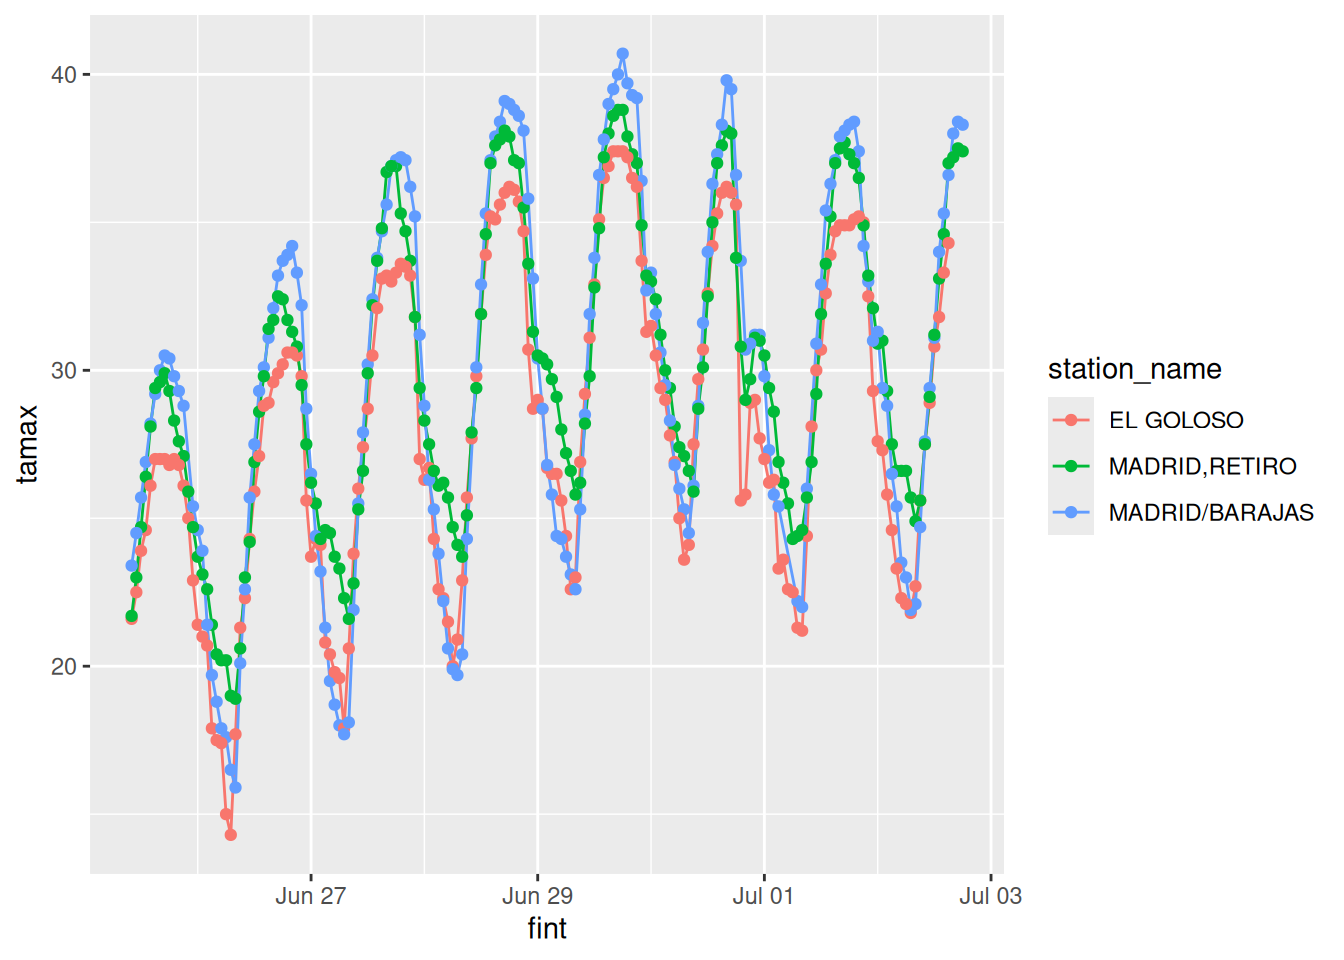 tamax
40
30
20
Jun 27
Jun 29
Jul 01
Jul 03
fint
station_name
EL GOLOSO
MADRID,RETIRO
MADRID/BARAJAS